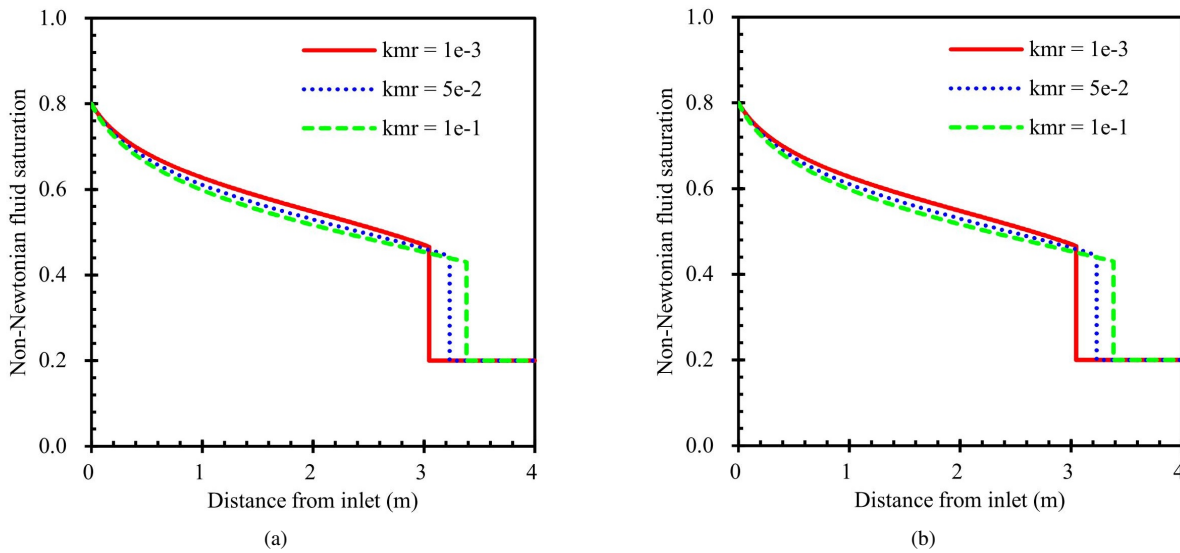 1.0
0.8
0.6
0.4
0.2
0.0
Non-Newtonian fluid saturation
kmr = 1e-3
kmr = 5e-2
kmr = 1e-1
0 1 2 3 4
Distance from inlet (m)
(a)
1.0
0.8
0.6
0.4
0.2
0.0
Non-Newtonian fluid saturation
kmr = 1e-3
kmr = 5e-2
kmr = 1e-1
0 1 2 3 4
Distance from inlet (m)
(b)